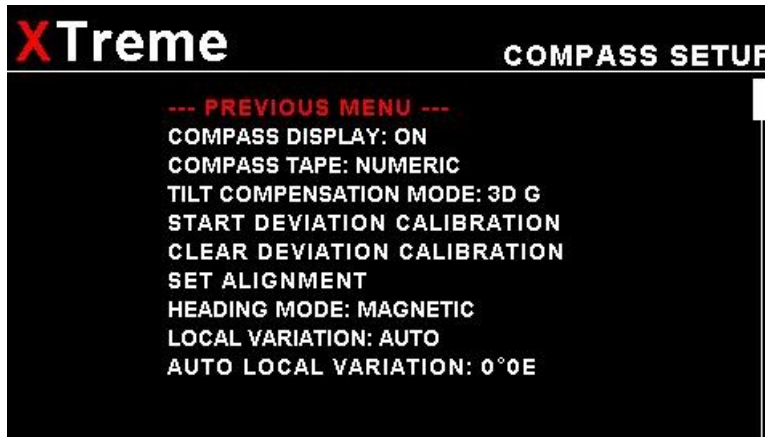 XTreme
COMPASS SETUP
--- PREVIOUS MENU ---
COMPASS DISPLAY: ON
COMPASS TAPE: NUMERIC
TILT COMPENSATION MODE: 3D G
START DEVIATION CALIBRATION
CLEAR DEVIATION CALIBRATION
SET ALIGNMENT
HEADING MODE: MAGNETIC
LOCAL VARIATION: AUTO
AUTO LOCAL VARIATION: 0°0E